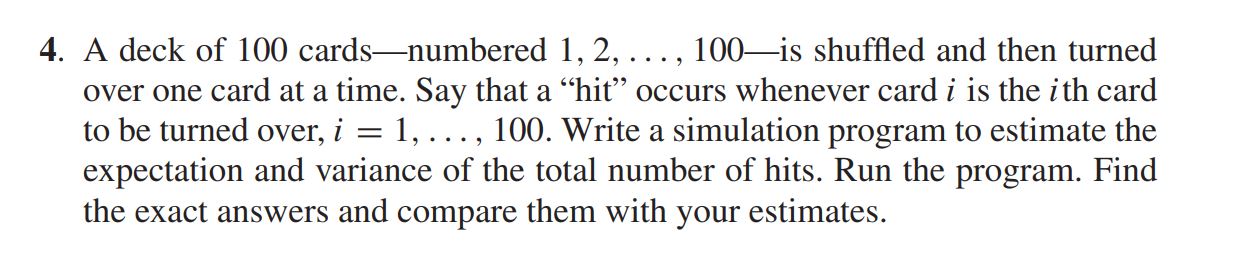 4. A deck of 100 cards—numbered 1, 2, . . . , 100—is shuffled and then turned
over one card at a time. Say that a “hit” occurs whenever card i is the ith card
to be turned over, i = 1, . . . , 100. Write a simulation program to estimate the
expectation and variance of the total number of hits. Run the program. Find
the exact answers and compare them with your estimates.